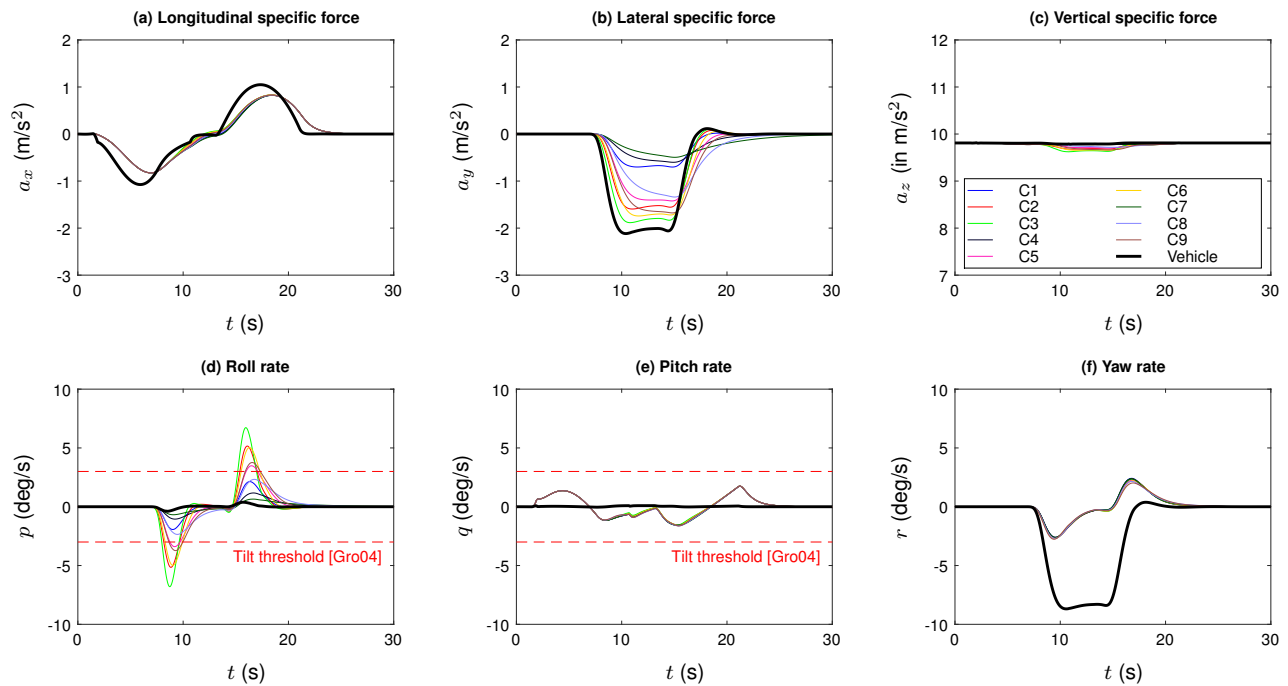 (a) Longitudinal specific force
2
1
0
-1
-2
-3
a_x (m/s²)
0 10 20 30
t (s)
(b) Lateral specific force
2
1
0
-1
-2
-3
a_y (m/s²)
0 10 20 30
t (s)
(c) Vertical specific force
12
11
10
9
8
7
a_z (in m/s²)
C1 C6
C2 C7
C3 C8
C4 C9
C5 Vehicle
0 10 20 30
t (s)
(d) Roll rate
10
5
0
-5
-10
p (deg/s)
Tilt threshold [Gro04]
0 10 20 30
t (s)
(e) Pitch rate
10
5
0
-5
-10
q (deg/s)
Tilt threshold [Gro04]
0 10 20 30
t (s)
(f) Yaw rate
10
5
0
-5
-10
r (deg/s)
0 10 20 30
t (s)